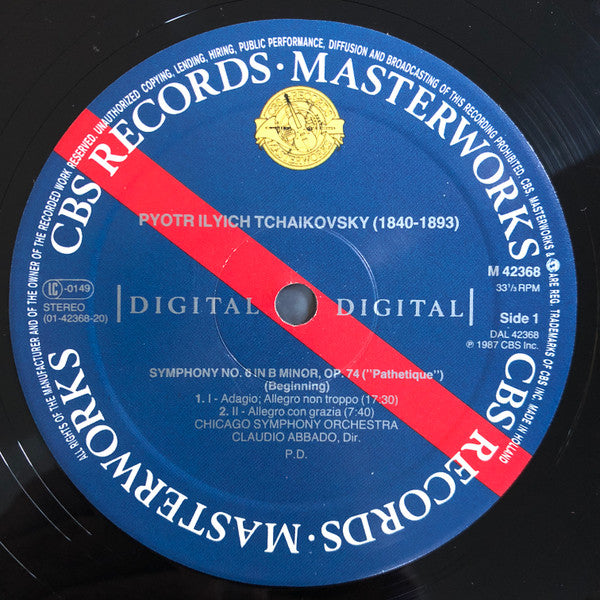 ALL RIGHTS OF THE MANUFACTURER AND OF THE OWNER OF THE RECORDED WORK RESERVED. UNAUTHORIZED COPYING, LENDING, HIRING, PUBLIC PERFORMANCE, DIFFUSION AND BROADCASTING OF THIS RECORDING PROHIBITED. CBS, MASTERWORKS & ARE REG. TRADEMARKS OF CBS INC. MADE IN HOLLAND
CBS RECORDS · MASTERWORKS
PYOTR ILYICH TCHAIKOVSKY (1840-1893)
LC -0149
STEREO
(01-42368-20)
DIGITAL
DIGITAL
M 42368
33 1/3 RPM
Side 1
DAL 42368
℗ 1987 CBS Inc.
SYMPHONY NO. 6 IN B MINOR, OP. 74 ("Pathetique")
(Beginning)
1. I - Adagio; Allegro non troppo (17:30)
2. II - Allegro con grazia (7:40)
CHICAGO SYMPHONY ORCHESTRA
CLAUDIO ABBADO, Dir.
P.D.
CBS RECORDS · MASTERWORKS